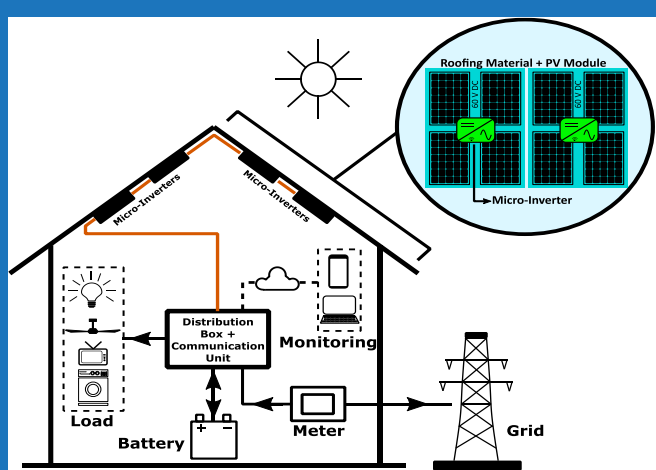 Roofing Material + PV Module
60 V DC
60 V DC
Micro-Inverter
Micro-Inverters
Micro-Inverters
Distribution
Box +
Communication
Unit
Monitoring
Load
Battery
+ −
Meter
Grid